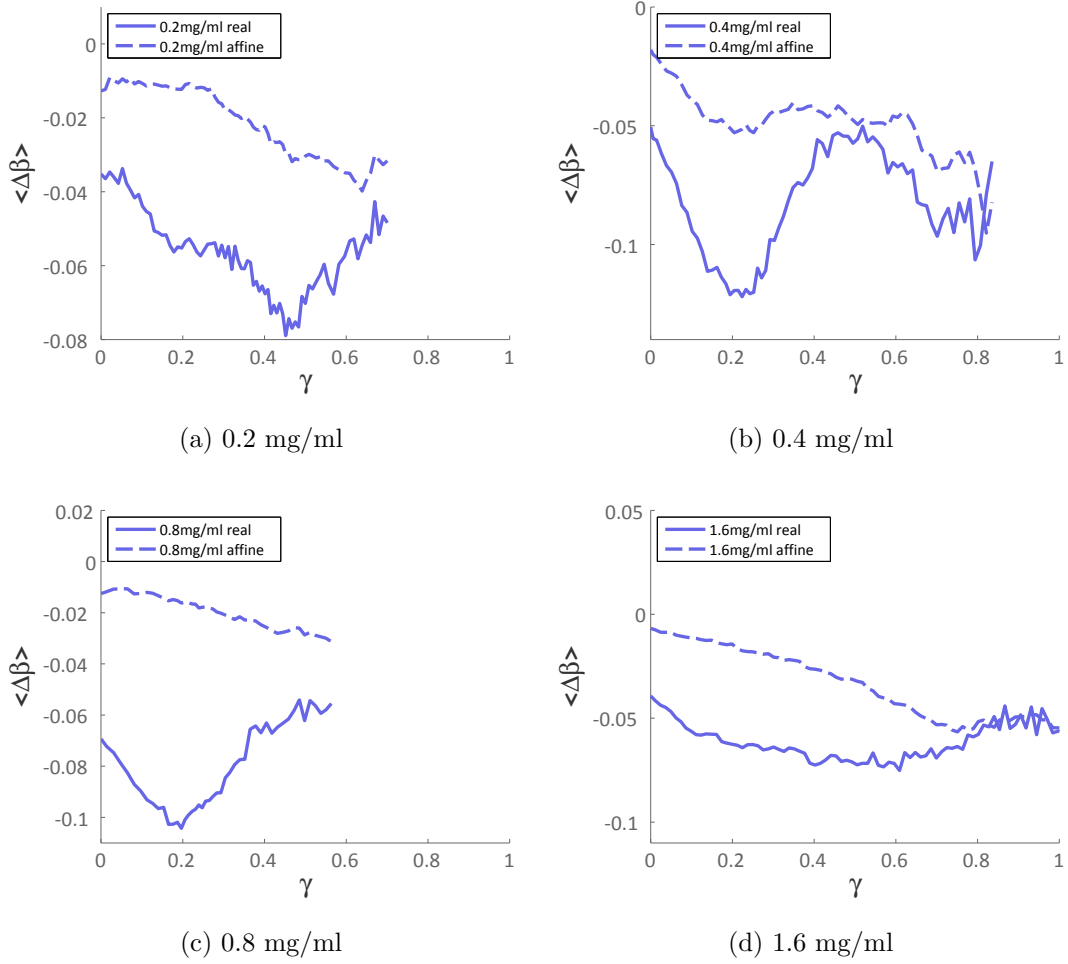 0.2mg/ml real
0.2mg/ml affine
0
-0.02
-0.04
-0.06
-0.08
<Δβ>
0 0.2 0.4 0.6 0.8 1
γ
(a) 0.2 mg/ml
0.4mg/ml real
0.4mg/ml affine
0
-0.05
-0.1
<Δβ>
0 0.2 0.4 0.6 0.8 1
γ
(b) 0.4 mg/ml
0.02
0.8mg/ml real
0.8mg/ml affine
0
-0.02
-0.04
-0.06
-0.08
-0.1
<Δβ>
0 0.2 0.4 0.6 0.8 1
γ
(c) 0.8 mg/ml
0.05
1.6mg/ml real
1.6mg/ml affine
0
-0.05
-0.1
<Δβ>
0 0.2 0.4 0.6 0.8 1
γ
(d) 1.6 mg/ml